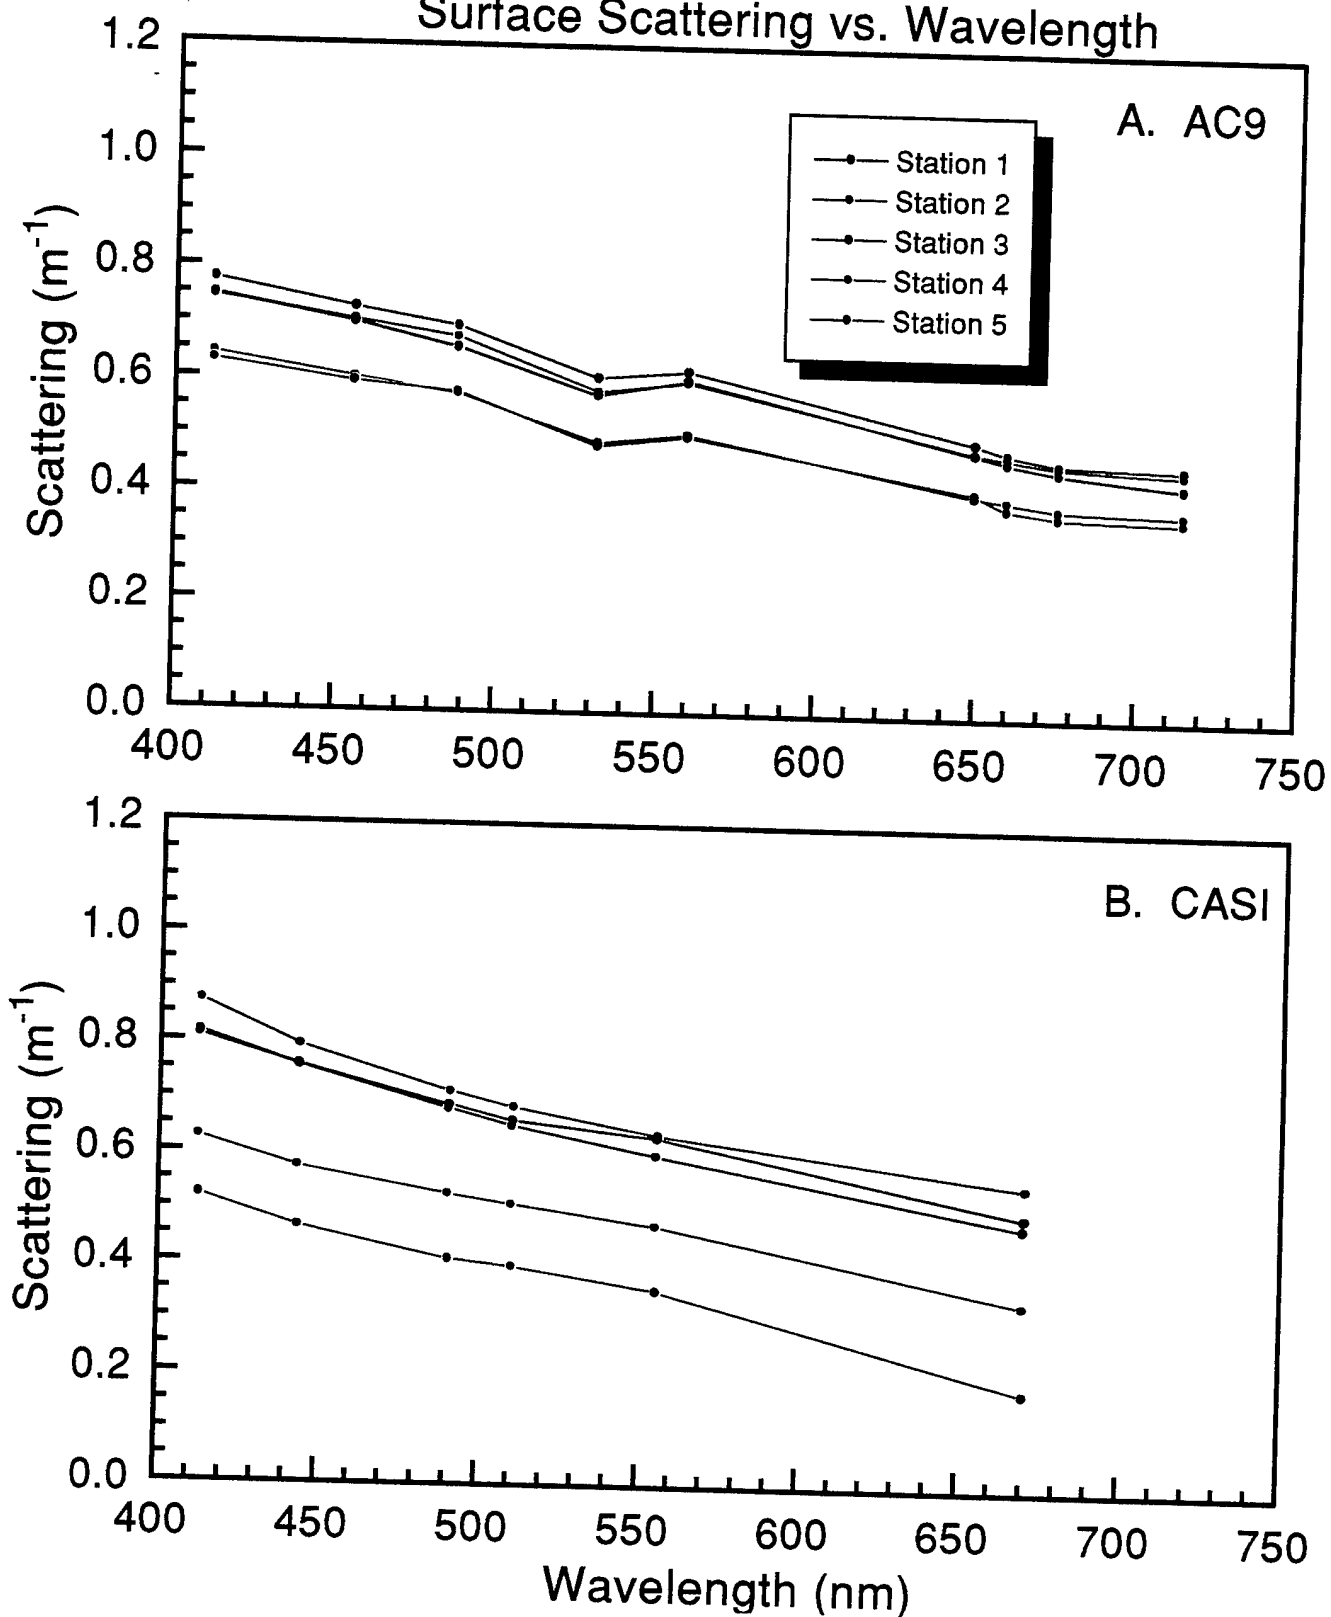 Surface Scattering vs. Wavelength
A. AC9
Station 1
Station 2
Station 3
Station 4
Station 5
Scattering (m-1)
1.2
1.0
0.8
0.6
0.4
0.2
0.0
400 450 500 550 600 650 700 750
B. CASI
Scattering (m-1)
1.2
1.0
0.8
0.6
0.4
0.2
0.0
400 450 500 550 600 650 700 750
Wavelength (nm)